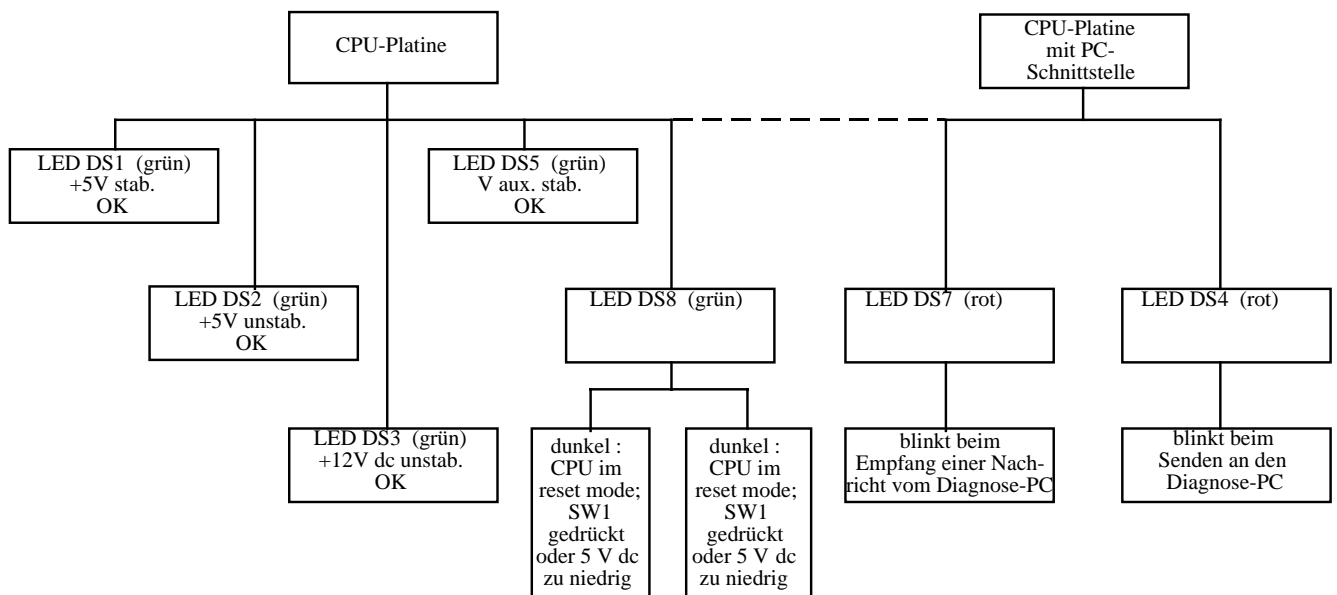 CPU-Platine
CPU-Platine
mit PC-
Schnittstelle
LED DS1 (grün)
+5V stab.
OK
LED DS5 (grün)
V aux. stab.
OK
LED DS2 (grün)
+5V unstab.
OK
LED DS8 (grün)
LED DS7 (rot)
LED DS4 (rot)
LED DS3 (grün)
+12V dc unstab.
OK
dunkel :
CPU im
reset mode;
SW1
gedrückt
oder 5 V dc
zu niedrig
dunkel :
CPU im
reset mode;
SW1
gedrückt
oder 5 V dc
zu niedrig
blinkt beim
Empfang einer Nach-
richt vom Diagnose-PC
blinkt beim
Senden an den
Diagnose-PC